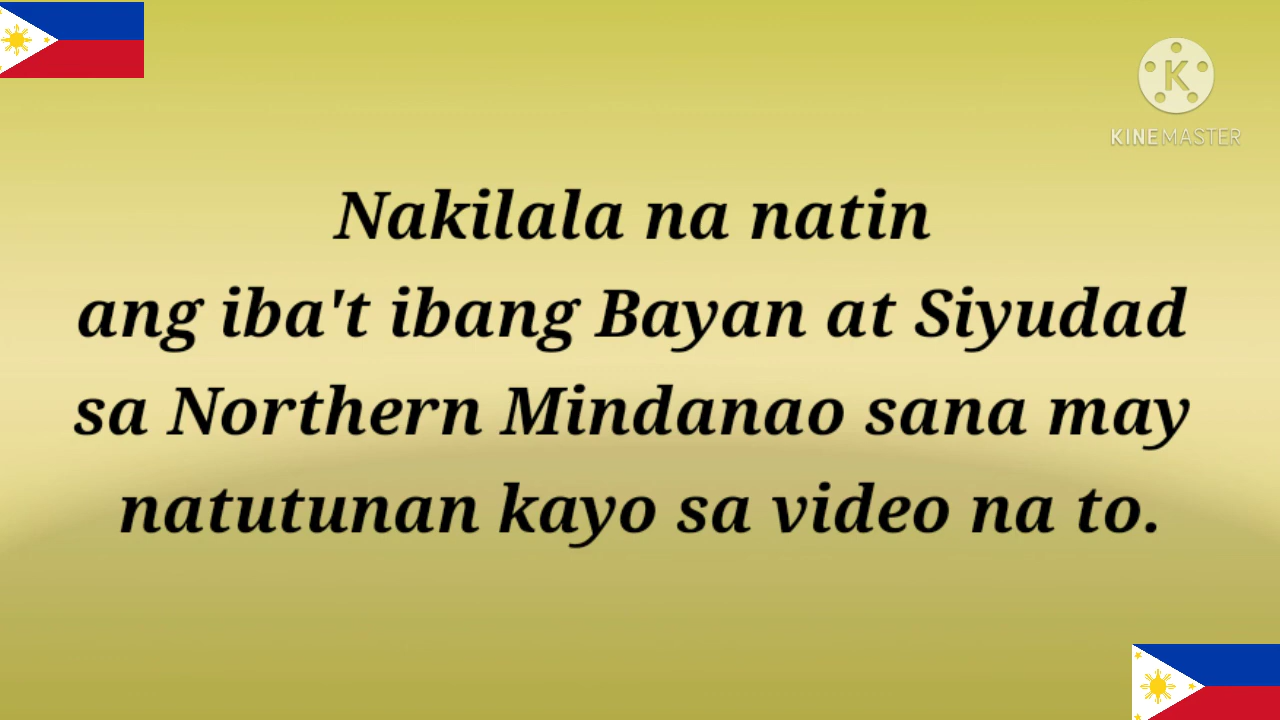 K
KINEMASTER
Nakilala na natin
ang iba't ibang Bayan at Siyudad
sa Northern Mindanao sana may
natutunan kayo sa video na to.